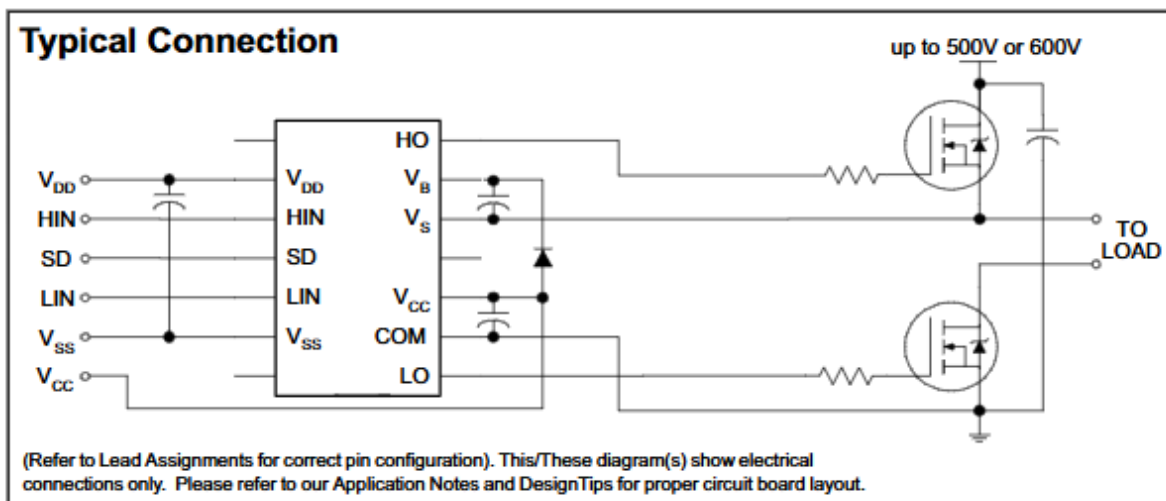 Typical Connection
up to 500V or 600V
HO
VDD VDD VB
HIN HIN VS
SD SD
TO
LOAD
LIN LIN VCC
VSS VSS COM
VCC LO
(Refer to Lead Assignments for correct pin configuration). This/These diagram(s) show electrical
connections only. Please refer to our Application Notes and DesignTips for proper circuit board layout.